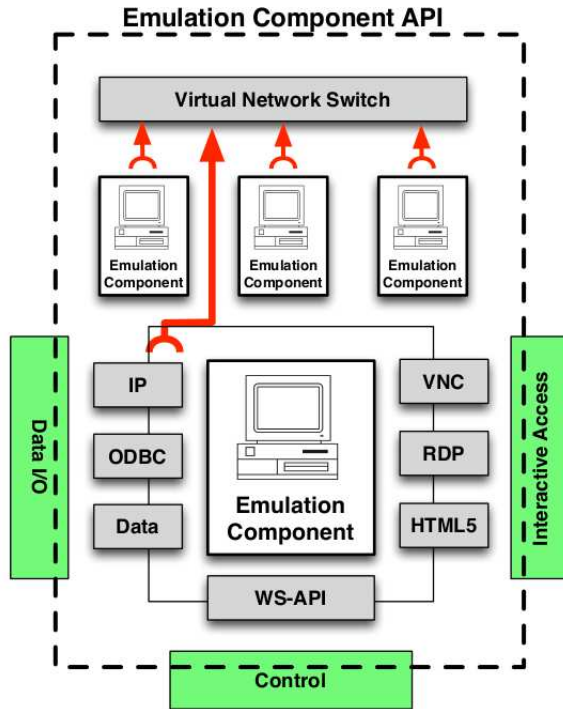 Emulation Component API
Virtual Network Switch
Emulation
Component
Emulation
Component
Emulation
Component
IP
ODBC
Data
Emulation
Component
VNC
RDP
HTML5
WS-API
Data I/O
Interactive Access
Control